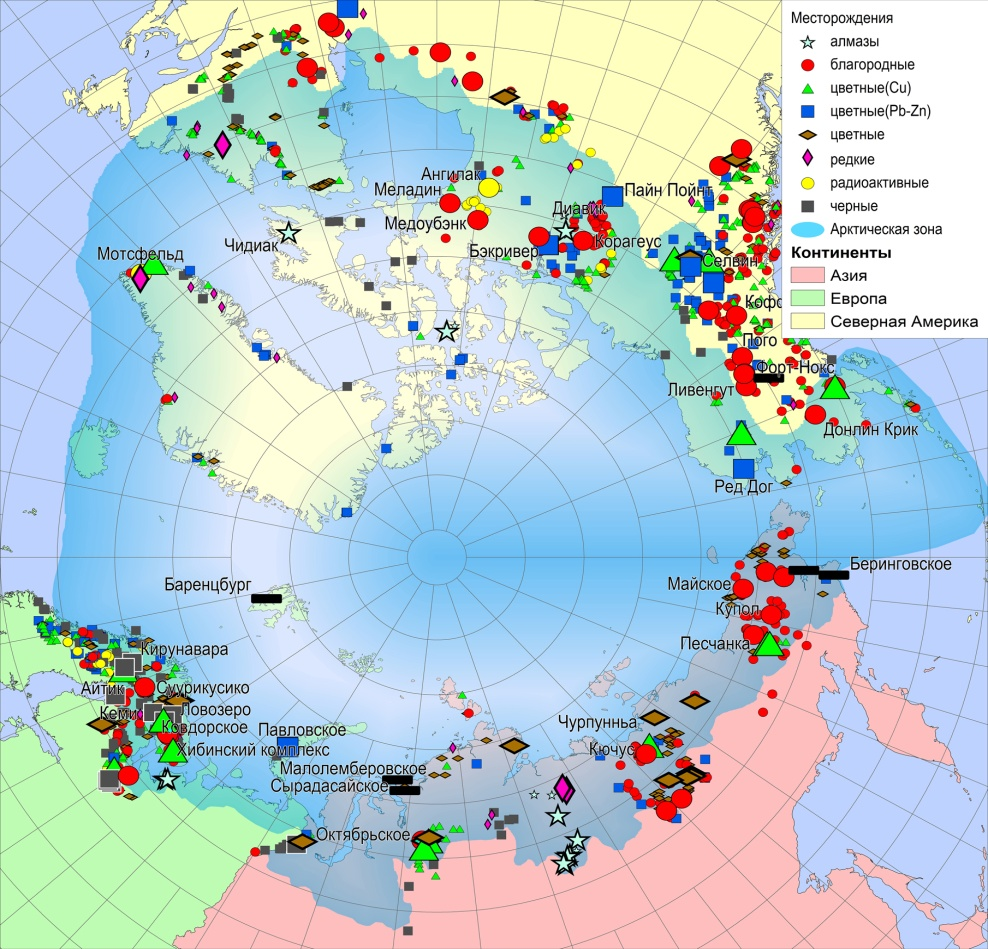 Месторождения
алмазы
благородные
цветные(Cu)
цветные(Pb-Zn)
цветные
редкие
радиоактивные
черные
Арктическая зона
Континенты
Азия
Европа
Северная Америка
Ангилак
Меладин
Медоубэнк
Пайн Пойнт
Диавик
Корагеус
Бэкривер
Чидиак
Мотсфельд
Селвин
Пого
Форт-Нокс
Ливенгут
Донлин Крик
Ред Дог
Баренцбург
Беринговское
Майское
Купол
Песчанка
Кирунавара
Айтик
Суурикусико
Кеми
Ловозеро
Ковдорское
Хибинский комплекс
Павловское
Малолемберовское
Сырадасайское
Октябрьское
Чурпуннья
Кючус